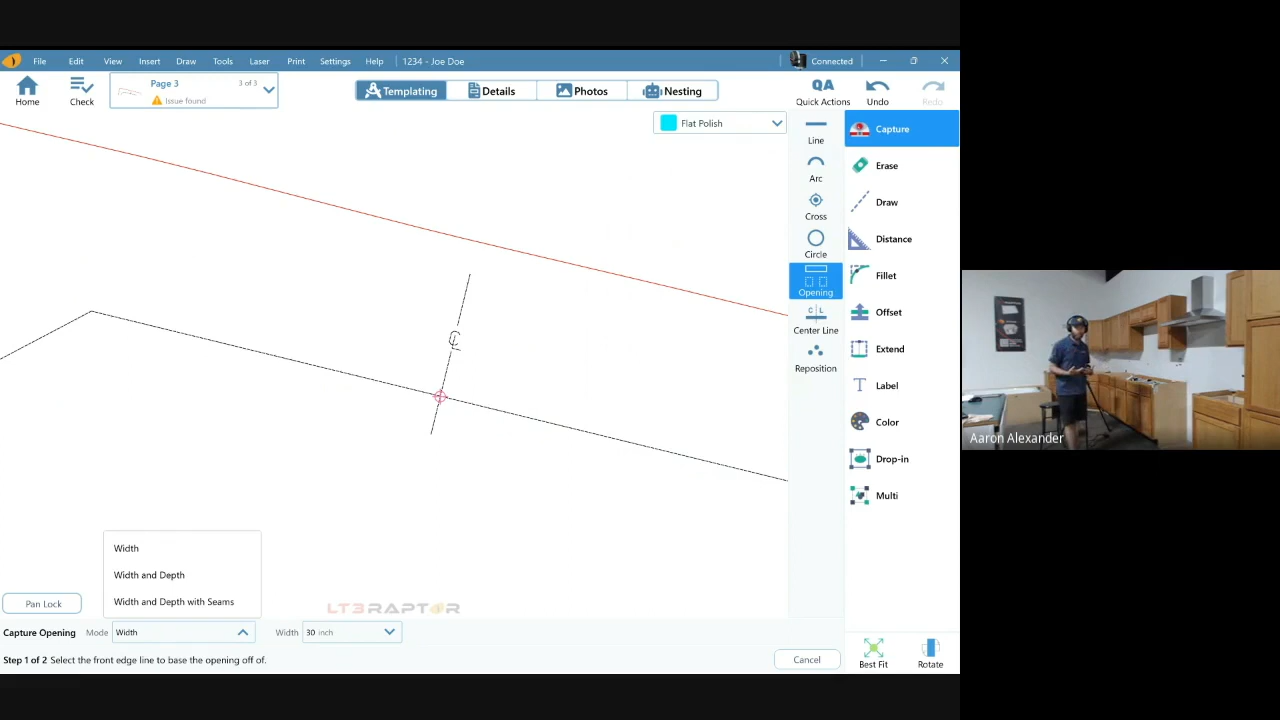 File Edit View Insert Draw Tools Laser Print Settings Help 1234 - Joe Doe Connected
Home
Check
Page 3
3 of 3
Issue found
Templating
Details
Photos
Nesting
QA
Quick Actions
Undo
Redo
Flat Polish
Line
Arc
Cross
Circle
Opening
C L
Center Line
Reposition
Capture
Erase
Draw
Distance
Fillet
Offset
Extend
Label
Color
Drop-in
Multi
CL
Width
Width and Depth
Width and Depth with Seams
Pan Lock
LT3RAPTOR
Capture Opening Mode Width Width 30 inch
Step 1 of 2 Select the front edge line to base the opening off of.
Cancel
Best Fit
Rotate
Aaron Alexander